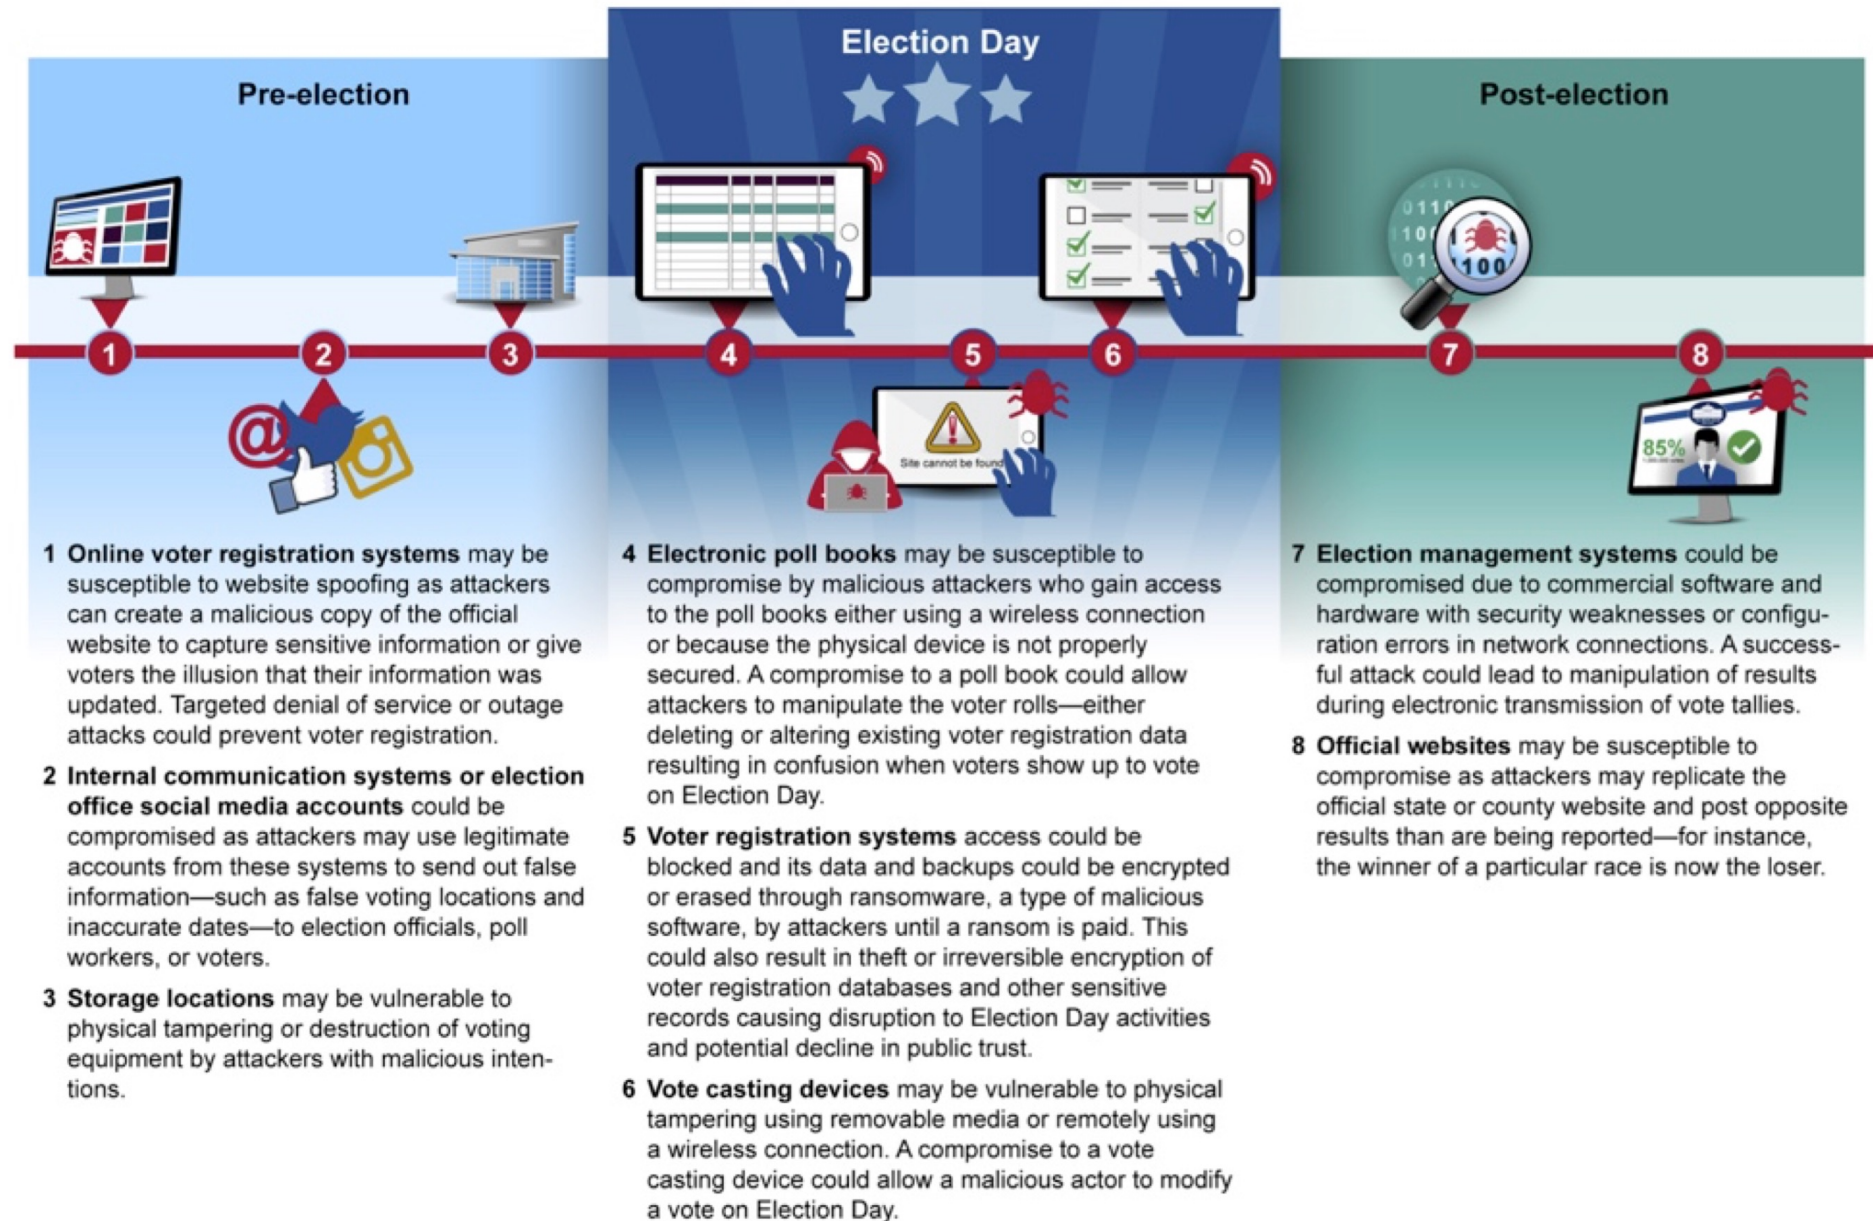 Election Day
Pre-election
Post-election
1
2
3
4
5
6
7
8
Site cannot be found
85%
1 Online voter registration systems may be
susceptible to website spoofing as attackers
can create a malicious copy of the official
website to capture sensitive information or give
voters the illusion that their information was
updated. Targeted denial of service or outage
attacks could prevent voter registration.
2 Internal communication systems or election
office social media accounts could be
compromised as attackers may use legitimate
accounts from these systems to send out false
information—such as false voting locations and
inaccurate dates—to election officials, poll
workers, or voters.
3 Storage locations may be vulnerable to
physical tampering or destruction of voting
equipment by attackers with malicious inten-
tions.
4 Electronic poll books may be susceptible to
compromise by malicious attackers who gain access
to the poll books either using a wireless connection
or because the physical device is not properly
secured. A compromise to a poll book could allow
attackers to manipulate the voter rolls—either
deleting or altering existing voter registration data
resulting in confusion when voters show up to vote
on Election Day.
5 Voter registration systems access could be
blocked and its data and backups could be encrypted
or erased through ransomware, a type of malicious
software, by attackers until a ransom is paid. This
could also result in theft or irreversible encryption of
voter registration databases and other sensitive
records causing disruption to Election Day activities
and potential decline in public trust.
6 Vote casting devices may be vulnerable to physical
tampering using removable media or remotely using
a wireless connection. A compromise to a vote
casting device could allow a malicious actor to modify
a vote on Election Day.
7 Election management systems could be
compromised due to commercial software and
hardware with security weaknesses or configu-
ration errors in network connections. A success-
ful attack could lead to manipulation of results
during electronic transmission of vote tallies.
8 Official websites may be susceptible to
compromise as attackers may replicate the
official state or county website and post opposite
results than are being reported—for instance,
the winner of a particular race is now the loser.